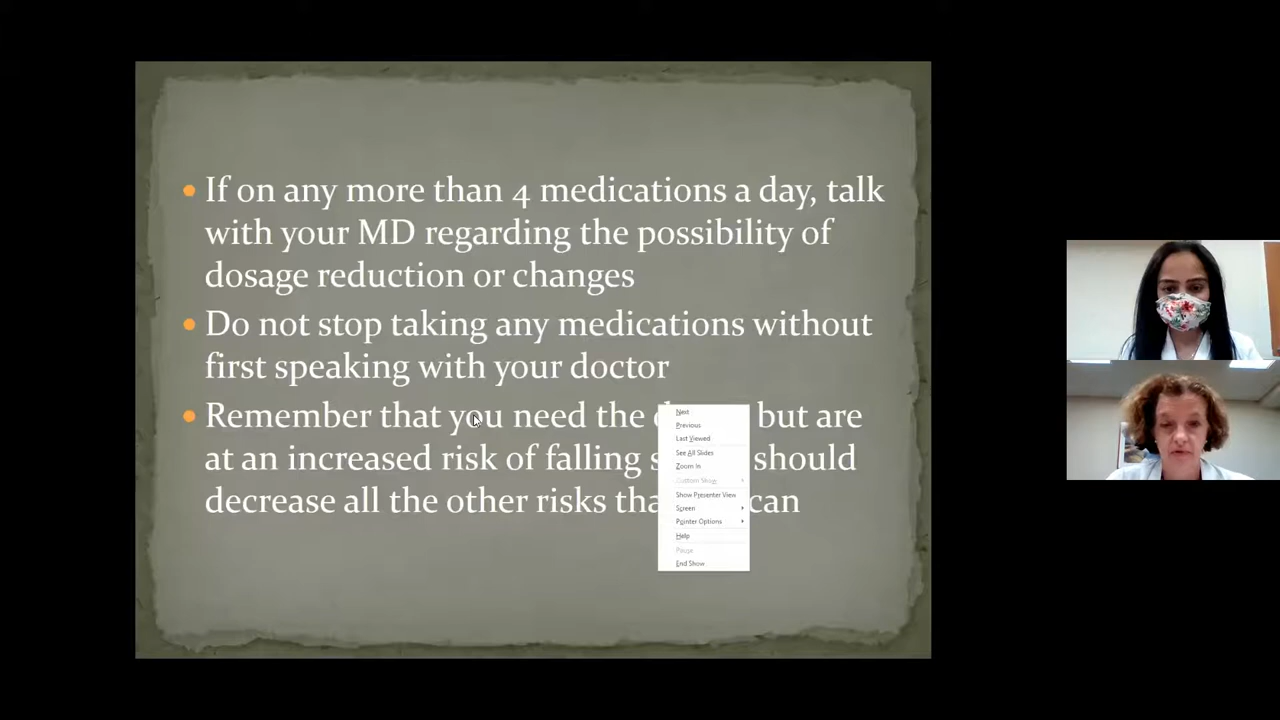 If on any more than 4 medications a day, talk
with your MD regarding the possibility of
dosage reduction or changes
Do not stop taking any medications without
first speaking with your doctor
Remember that you need the but are
at an increased risk of falling should
decrease all the other risks can
Next
Previous
Last Viewed
See All Slides
Zoom In
Custom Show
Show Presenter View
Screen
Pointer Options
Help
Pause
End Show